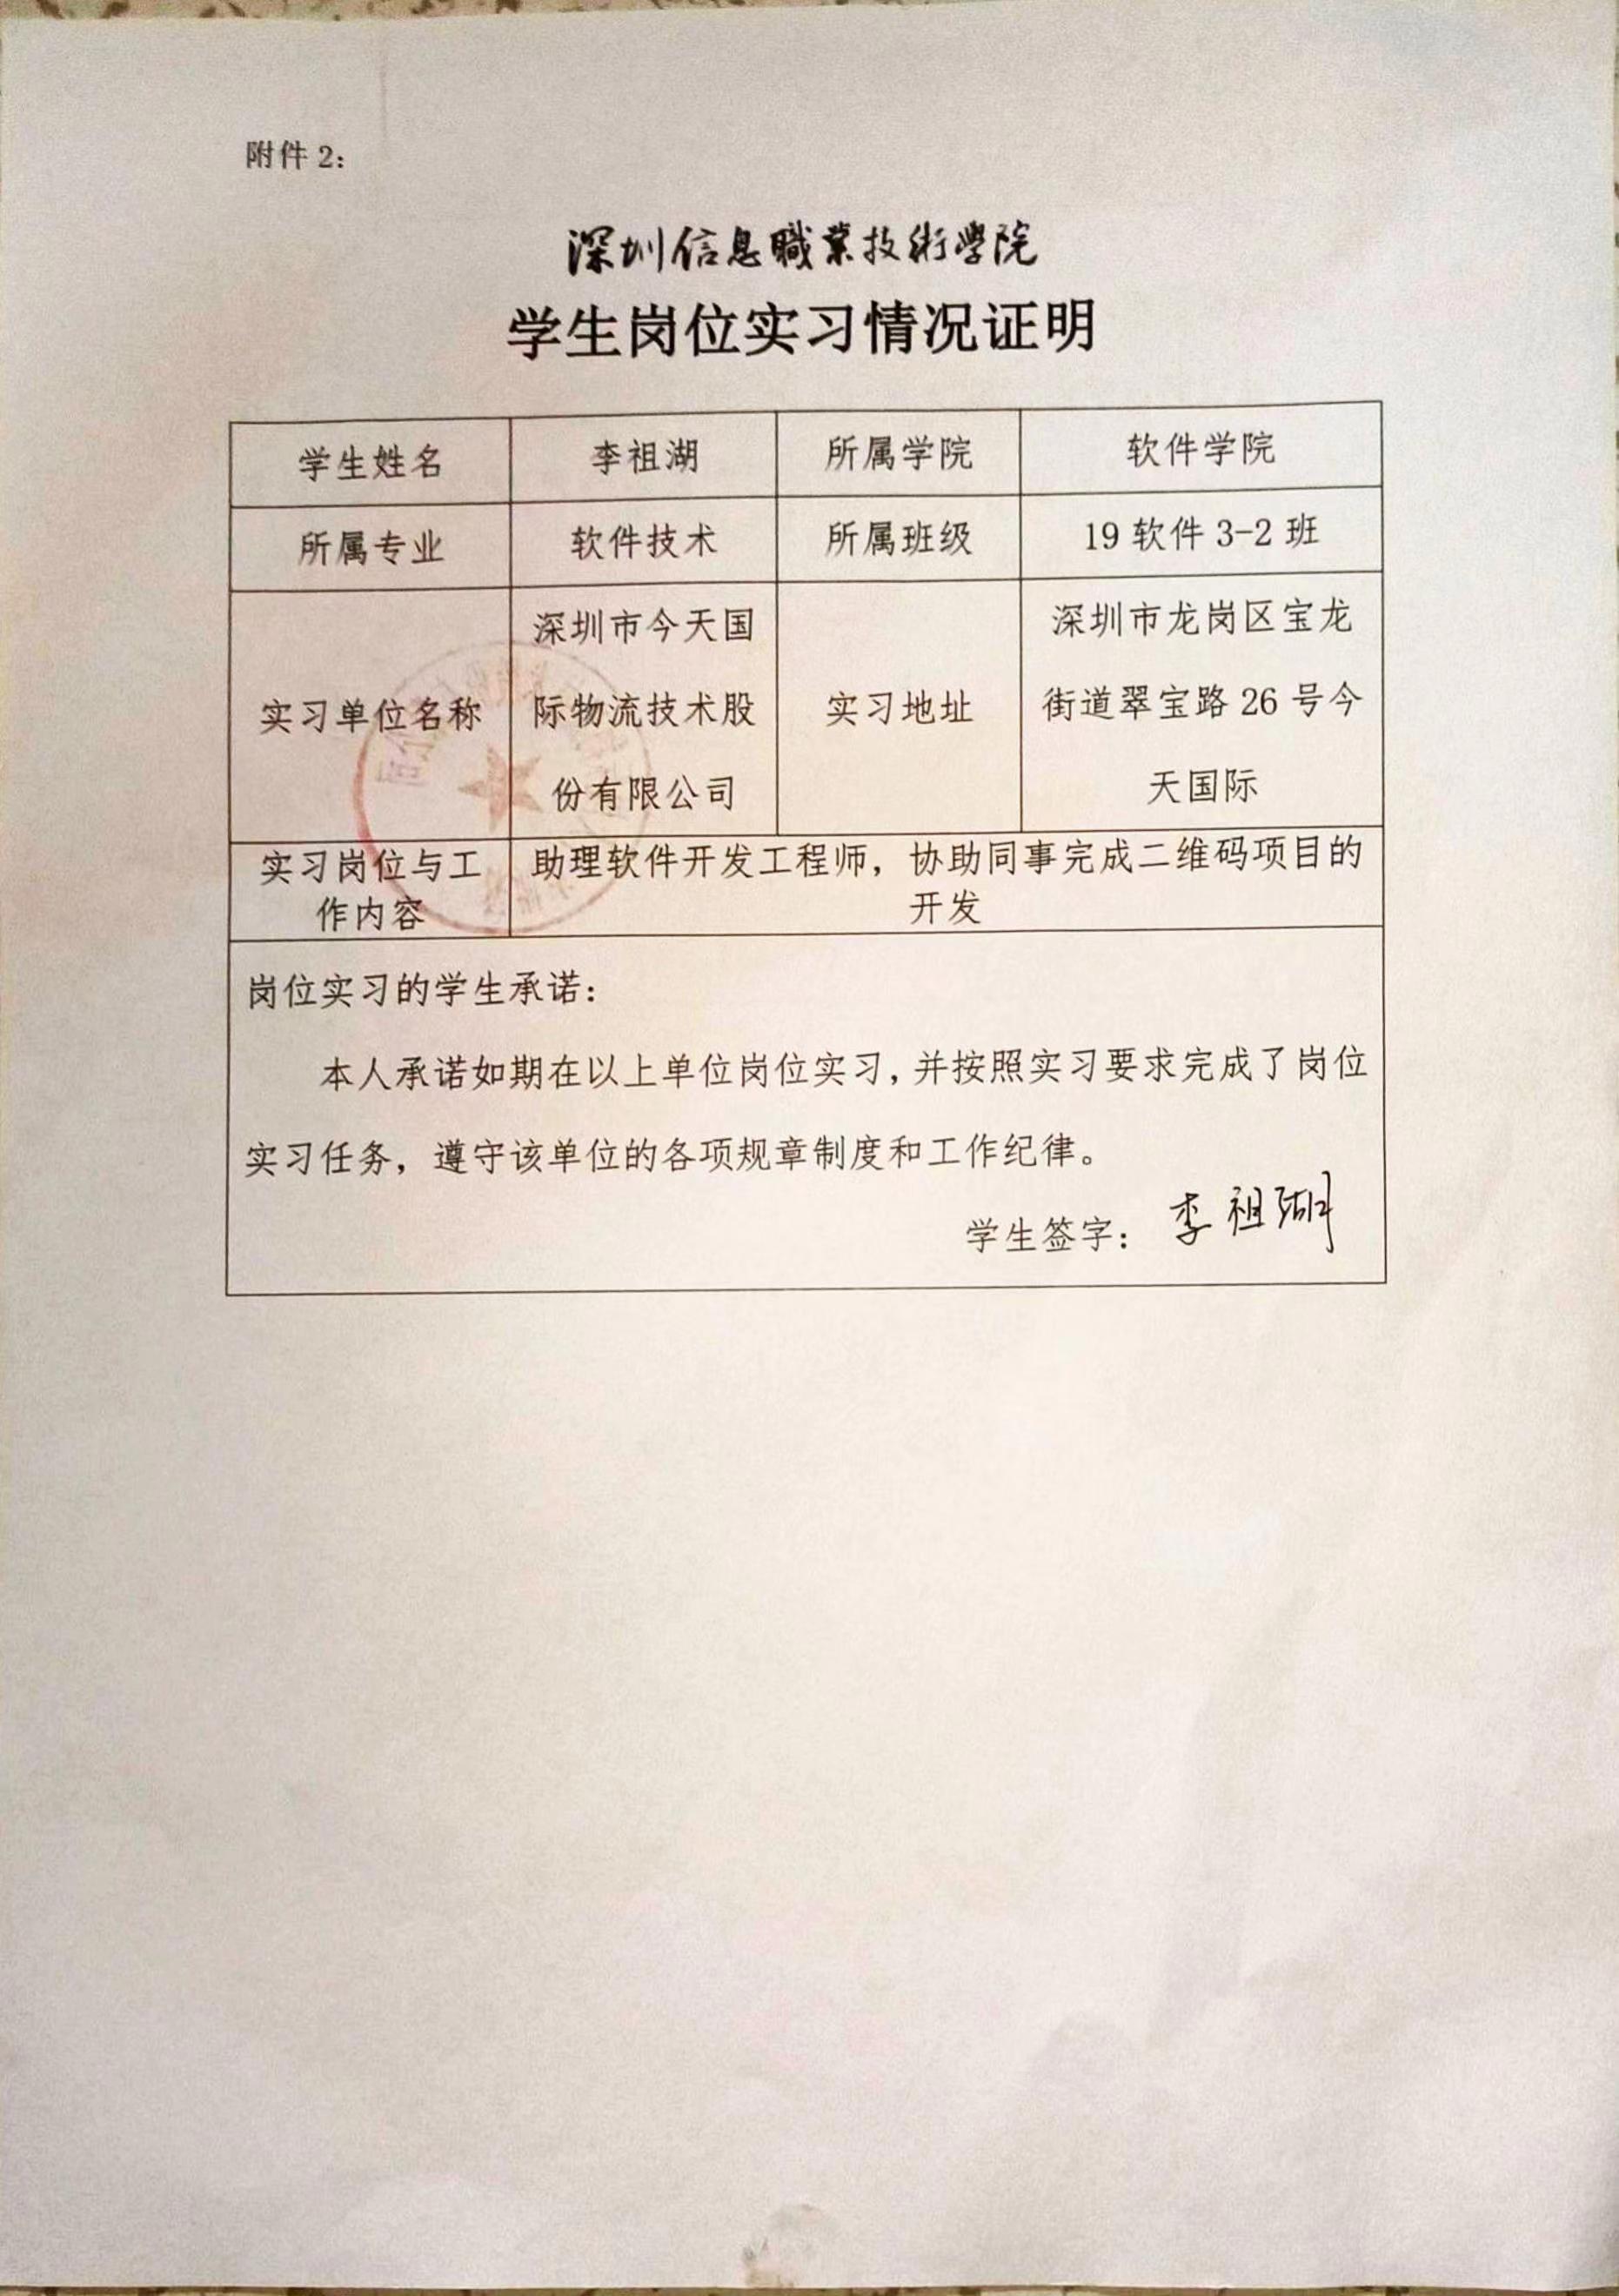 附件 2：
深圳信息職業技術學院
学生岗位实习情况证明
学生姓名 李祖湖 所属学院 软件学院
所属专业 软件技术 所属班级 19 软件 3-2 班
实习单位名称
深圳市今天国
际物流技术股
份有限公司
实习地址
深圳市龙岗区宝龙
街道翠宝路 26 号今
天国际
实习岗位与工
作内容
助理软件开发工程师，协助同事完成二维码项目的
开发
岗位实习的学生承诺：
本人承诺如期在以上单位岗位实习，并按照实习要求完成了岗位
实习任务，遵守该单位的各项规章制度和工作纪律。
学生签字： 李祖湖